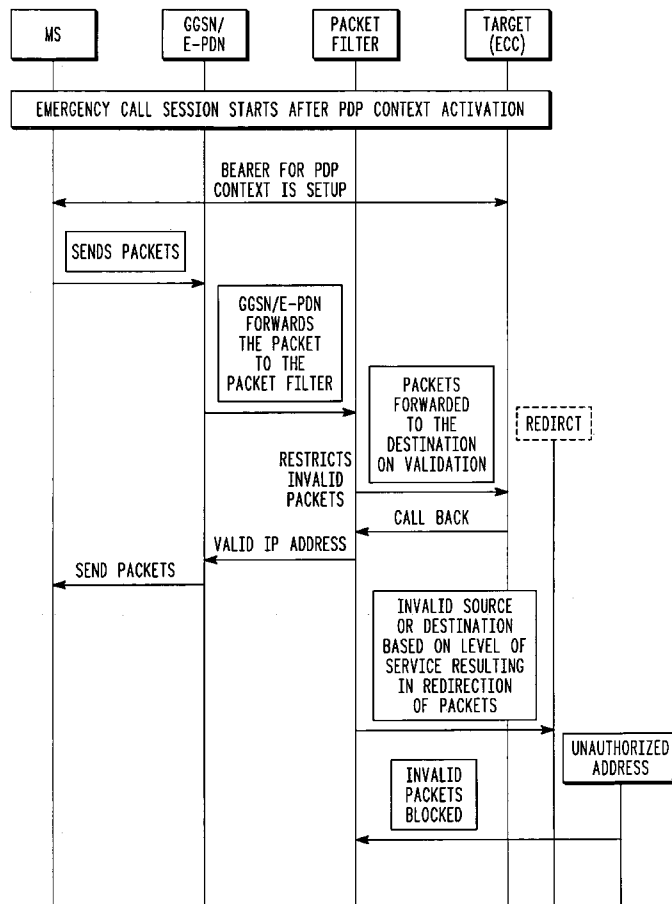 MS
GGSN/
E-PDN
PACKET
FILTER
TARGET
(ECC)
EMERGENCY CALL SESSION STARTS AFTER PDP CONTEXT ACTIVATION
BEARER FOR PDP
CONTEXT IS SETUP
SENDS PACKETS
GGSN/E-PDN
FORWARDS
THE PACKET
TO THE
PACKET FILTER
PACKETS
FORWARDED
TO THE
DESTINATION
ON VALIDATION
REDIRCT
RESTRICTS
INVALID
PACKETS
CALL BACK
VALID IP ADDRESS
SEND PACKETS
INVALID SOURCE
OR DESTINATION
BASED ON LEVEL OF
SERVICE RESULTING
IN REDIRECTION
OF PACKETS
UNAUTHORIZED
ADDRESS
INVALID
PACKETS
BLOCKED